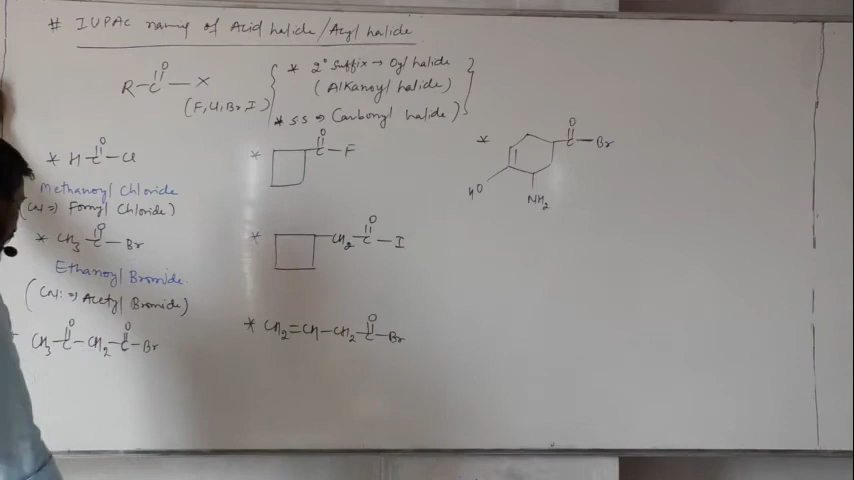 # IUPAC naming of Acid halide/Acyl halide
R-C(=O)-X
(F, Cl, Br, I)
* 2° Suffix → Oyl halide
(Alkanoyl halide)
* S.S ⇒ Carbonyl halide)
* H-C(=O)-Cl
Methanoyl Chloride
(CN ⇒ Formyl Chloride)
* CH3-C(=O)-Br
Ethanoyl Bromide.
(CN: ⇒ Acetyl Bromide)
CH3-C(=O)-CH2-C(=O)-Br
* C(=O)-F
* CH2-C(=O)-I
* CH2=CH-CH2-C(=O)-Br
* C(=O)-Br
HO
NH2